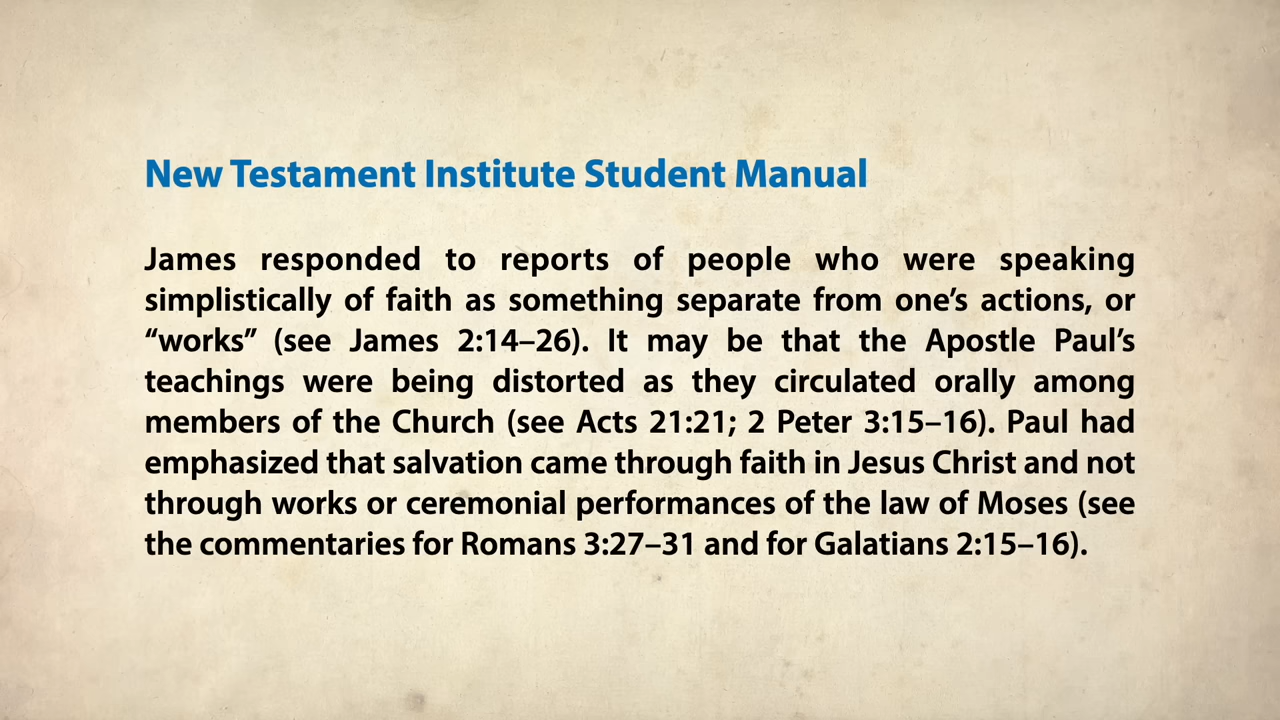 New Testament Institute Student Manual
James responded to reports of people who were speaking
simplistically of faith as something separate from one’s actions, or
“works” (see James 2:14–26). It may be that the Apostle Paul’s
teachings were being distorted as they circulated orally among
members of the Church (see Acts 21:21; 2 Peter 3:15–16). Paul had
emphasized that salvation came through faith in Jesus Christ and not
through works or ceremonial performances of the law of Moses (see
the commentaries for Romans 3:27–31 and for Galatians 2:15–16).